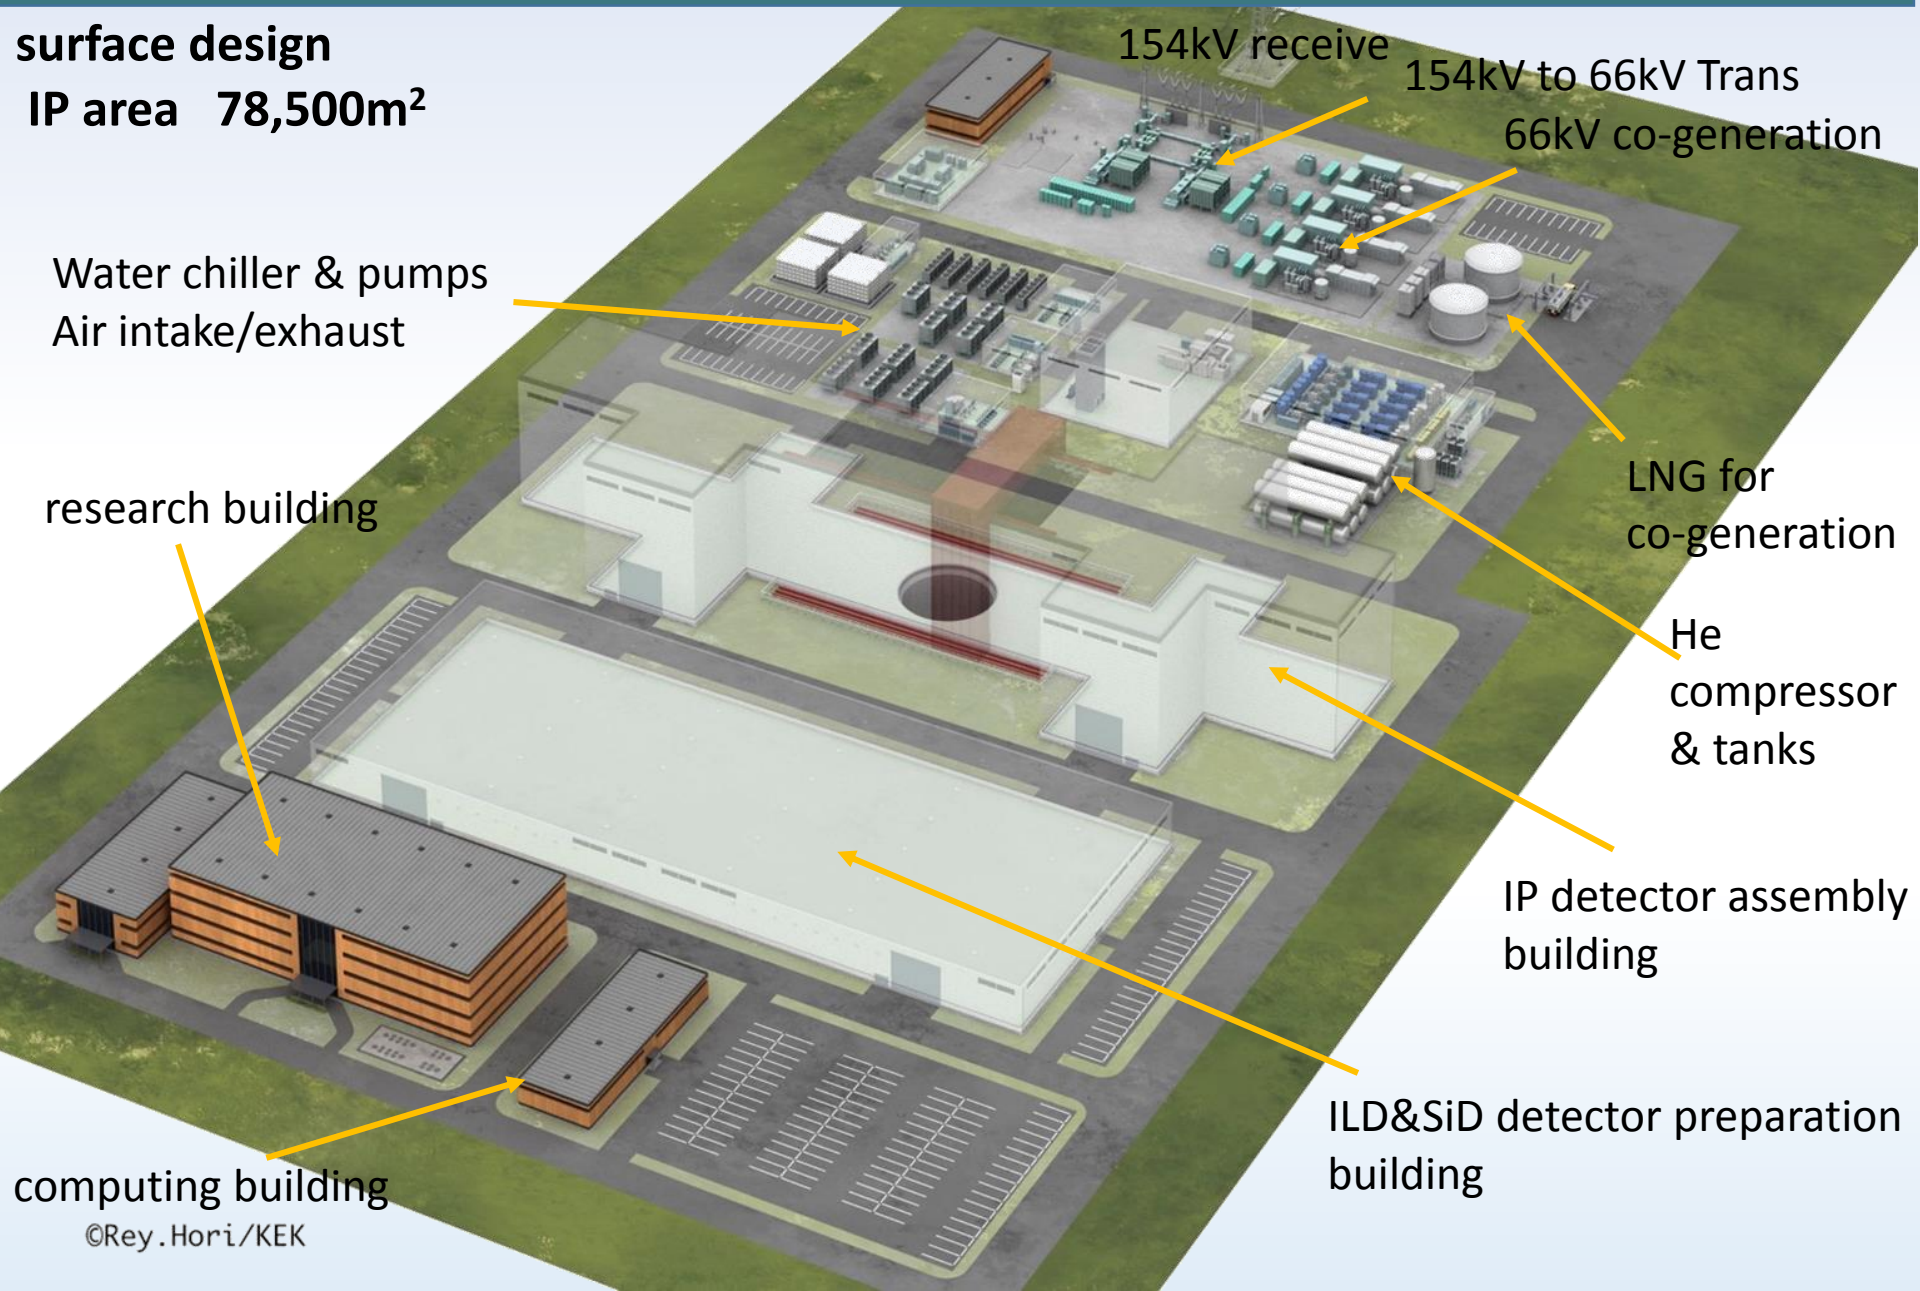 surface design
IP area 78,500m²
154kV receive
154kV to 66kV Trans
66kV co-generation
Water chiller & pumps
Air intake/exhaust
research building
LNG for
co-generation
He
compressor
& tanks
IP detector assembly
building
ILD&SiD detector preparation
building
computing building
©Rey.Hori/KEK